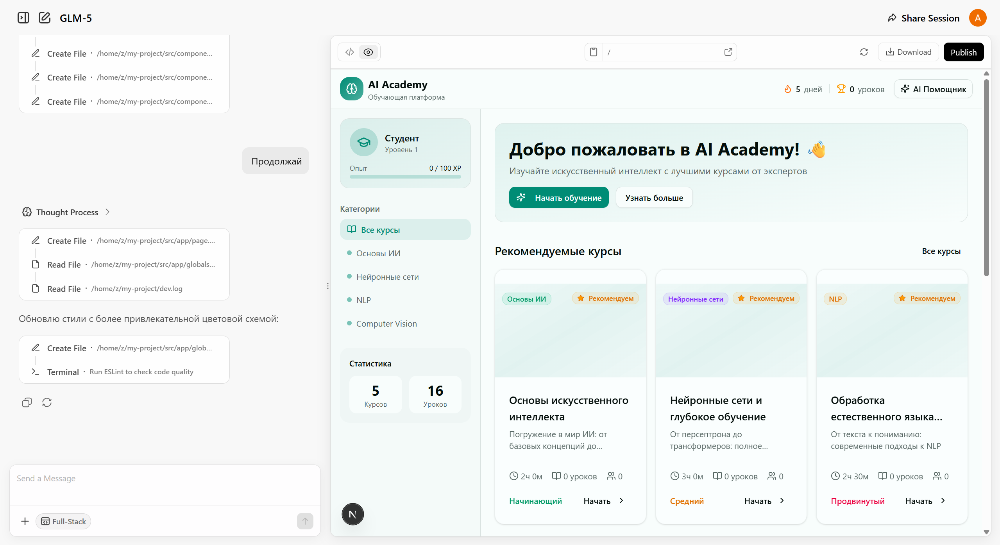 GLM-5
Share Session
A
Create File · /home/z/my-project/src/compone...
Create File · /home/z/my-project/src/compone...
Create File · /home/z/my-project/src/compone...
Продолжай
Thought Process
Create File · /home/z/my-project/src/app/page....
Read File · /home/z/my-project/src/app/globals...
Read File · /home/z/my-project/dev.log
Обновлю стили с более привлекательной цветовой схемой:
Create File · /home/z/my-project/src/app/glob...
Terminal · Run ESLint to check code quality
Send a Message
Full-Stack
/
Download
Publish
AI Academy
Обучающая платформа
5 дней
0 уроков
AI Помощник
Студент
Уровень 1
Опыт
0 / 100 XP
Категории
Все курсы
Основы ИИ
Нейронные сети
NLP
Computer Vision
Статистика
5
Курсов
16
Уроков
N
Добро пожаловать в AI Academy! 👋
Изучайте искусственный интеллект с лучшими курсами от экспертов
Начать обучение
Узнать больше
Рекомендуемые курсы
Все курсы
Основы ИИ
Рекомендуем
Основы искусственного
интеллекта
Погружение в мир ИИ: от
базовых концепций до...
2ч 0м
0 уроков
0
Начинающий
Начать
Нейронные сети
Рекомендуем
Нейронные сети и
глубокое обучение
От персептрона до
трансформеров: полное...
3ч 0м
0 уроков
0
Средний
Начать
NLP
Рекомендуем
Обработка
естественного языка...
От текста к пониманию:
современные подходы к NLP
2ч 30м
0 уроков
0
Продвинутый
Начать